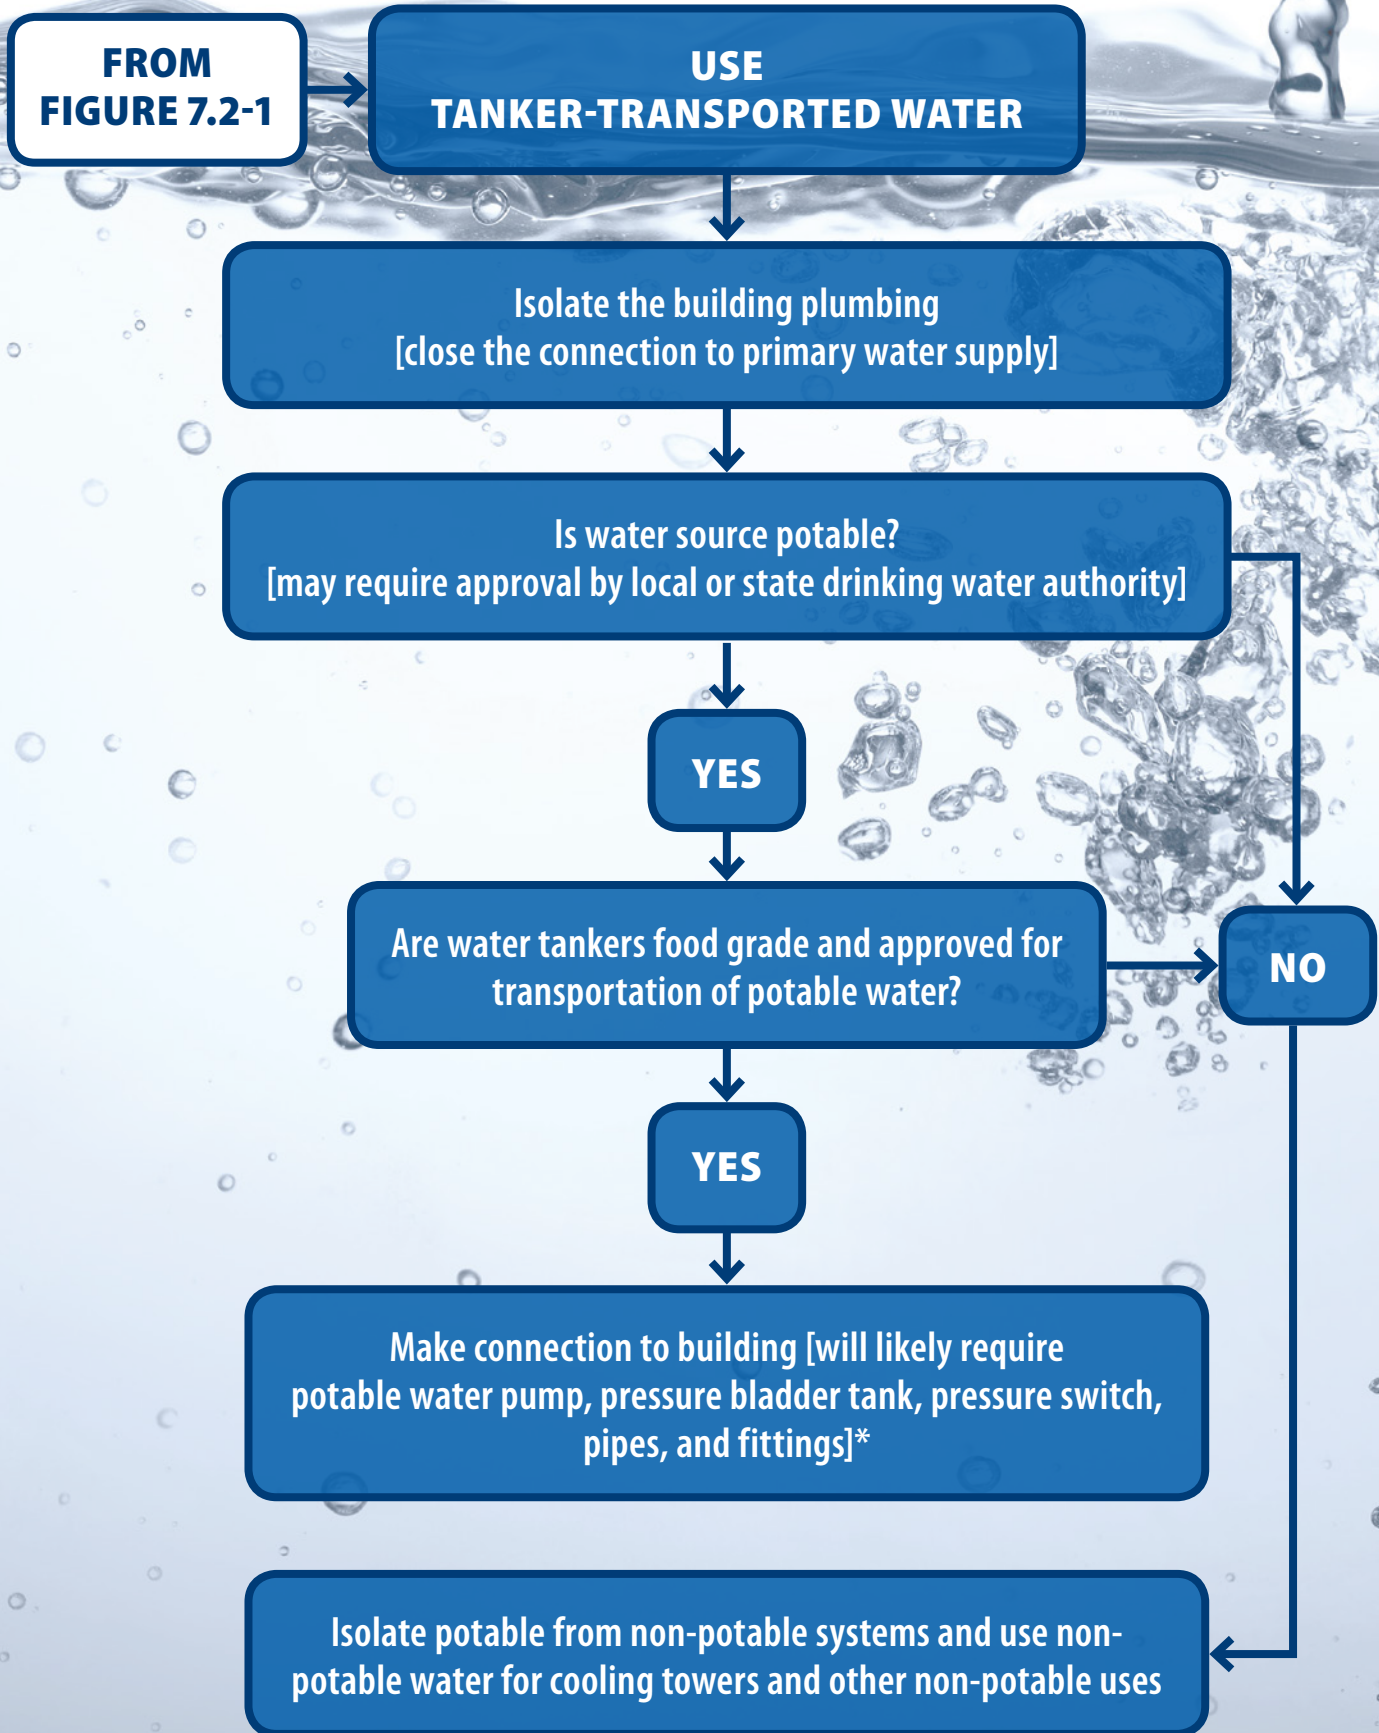 FROM
FIGURE 7.2-1
USE
TANKER-TRANSPORTED WATER
Isolate the building plumbing
[close the connection to primary water supply]
Is water source potable?
[may require approval by local or state drinking water authority]
YES
Are water tankers food grade and approved for
transportation of potable water?
NO
YES
Make connection to building [will likely require
potable water pump, pressure bladder tank, pressure switch,
pipes, and fittings]*
Isolate potable from non-potable systems and use non-
potable water for cooling towers and other non-potable uses